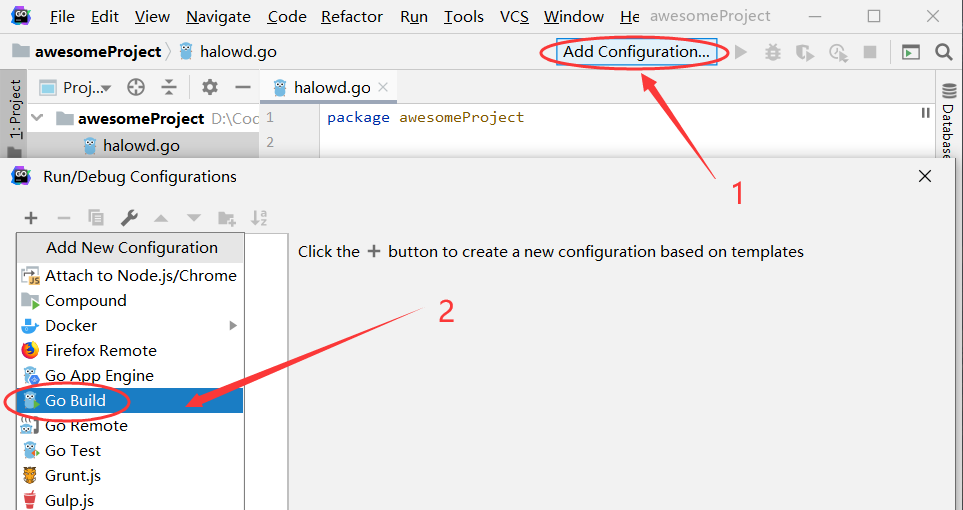 File Edit View Navigate Code Refactor Run Tools VCS Window He awesomeProject
awesomeProject halowd.go Add Configuration...
1: Project Proj... halowd.go
awesomeProject D:\Coc 1 package awesomeProject
halowd.go 2
Database
1
GO Run/Debug Configurations
Add New Configuration
Click the + button to create a new configuration based on templates
Attach to Node.js/Chrome
Compound
Docker
2
Firefox Remote
Go App Engine
Go Build
Go Remote
Go Test
Grunt.js
Gulp.js